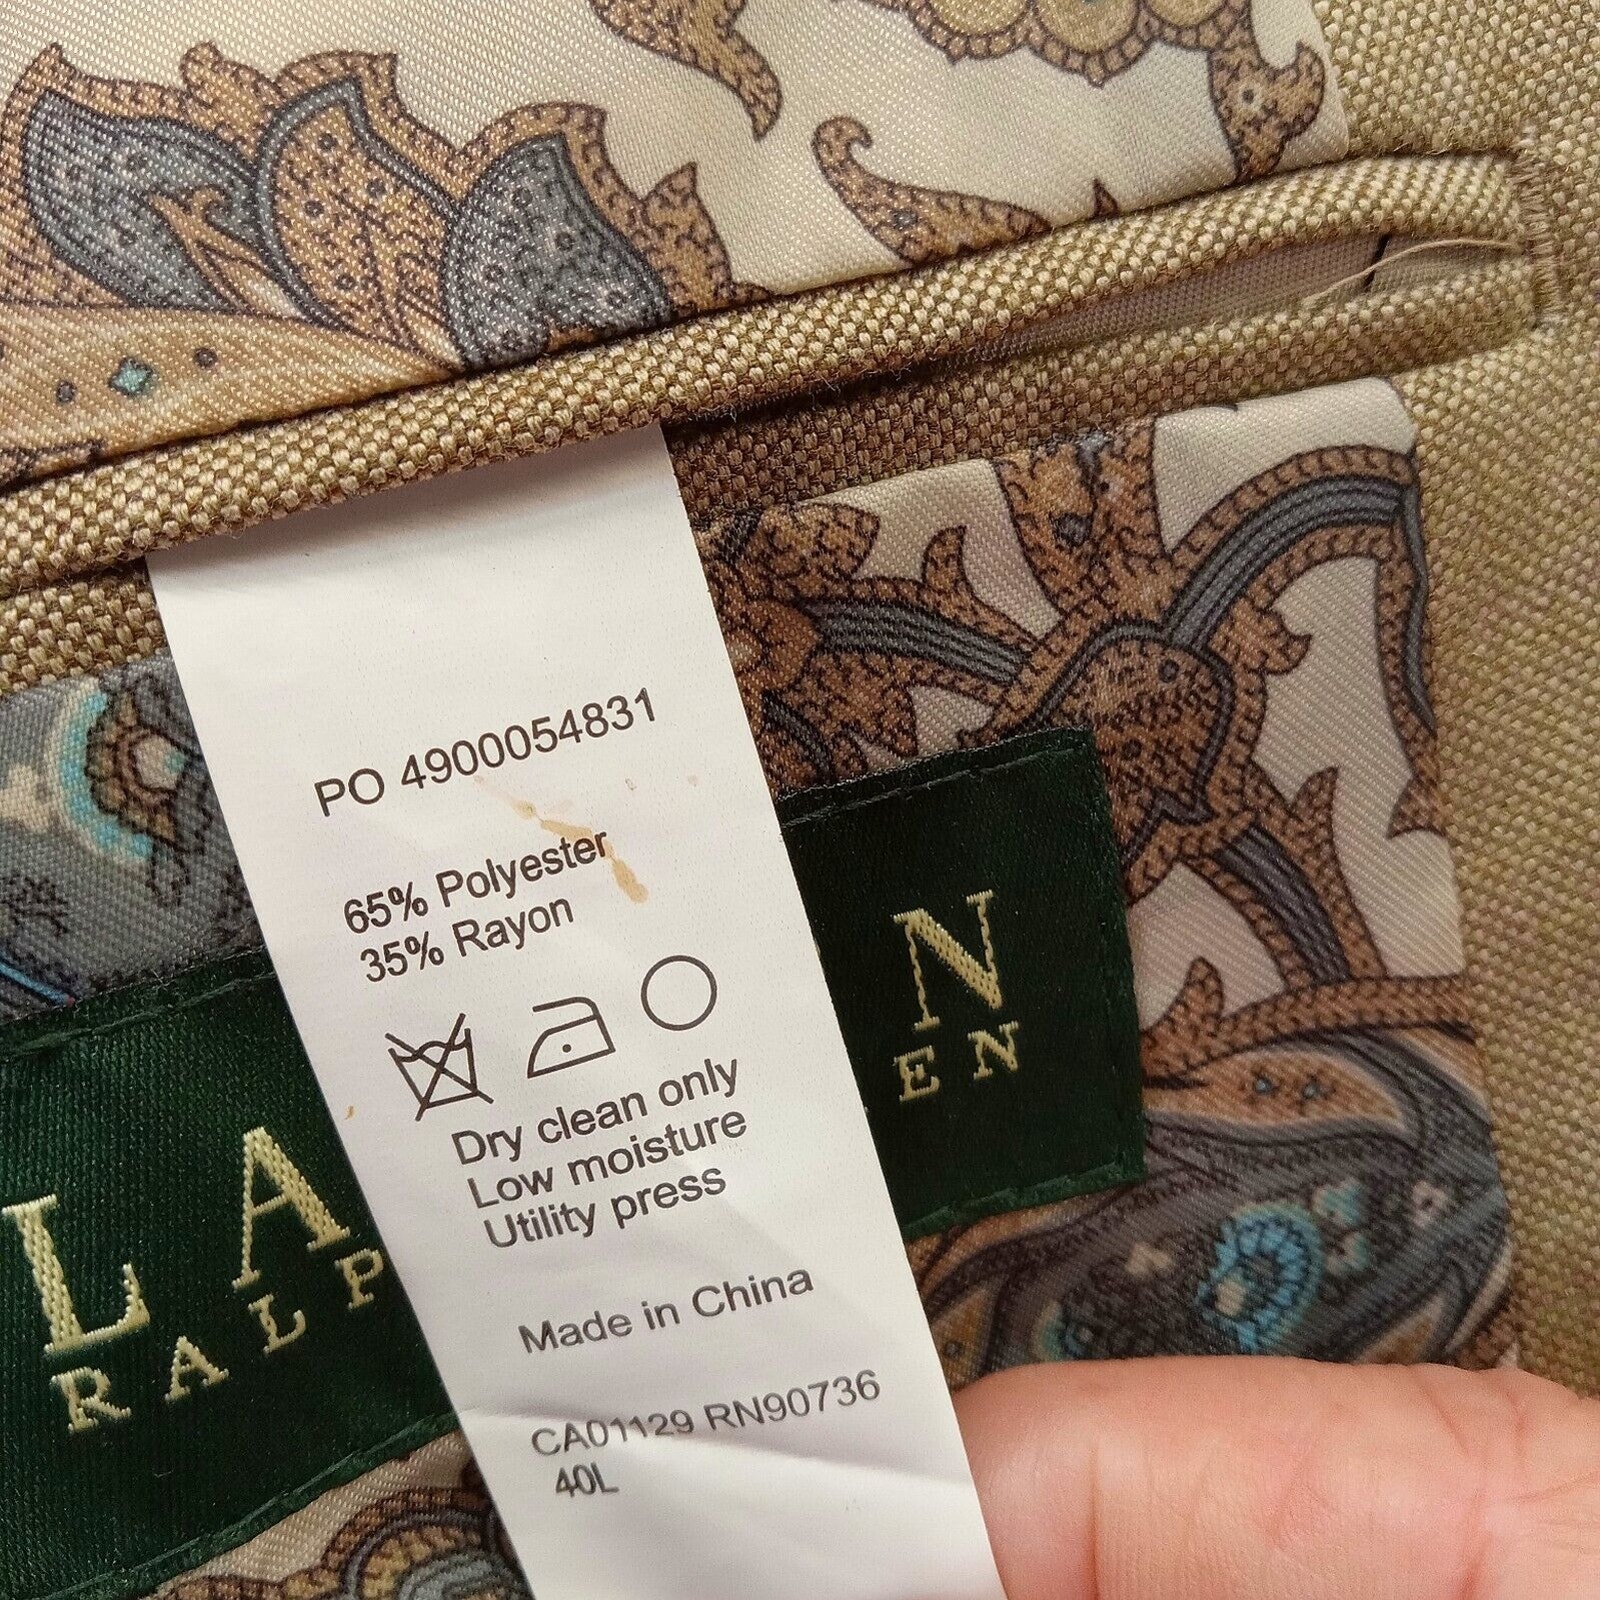 PO 4900054831
65% Polyester
35% Rayon
Dry clean only
Low moisture
Utility press
Made in China
CA01129 RN90736
40L
LA
N
RALP
EN